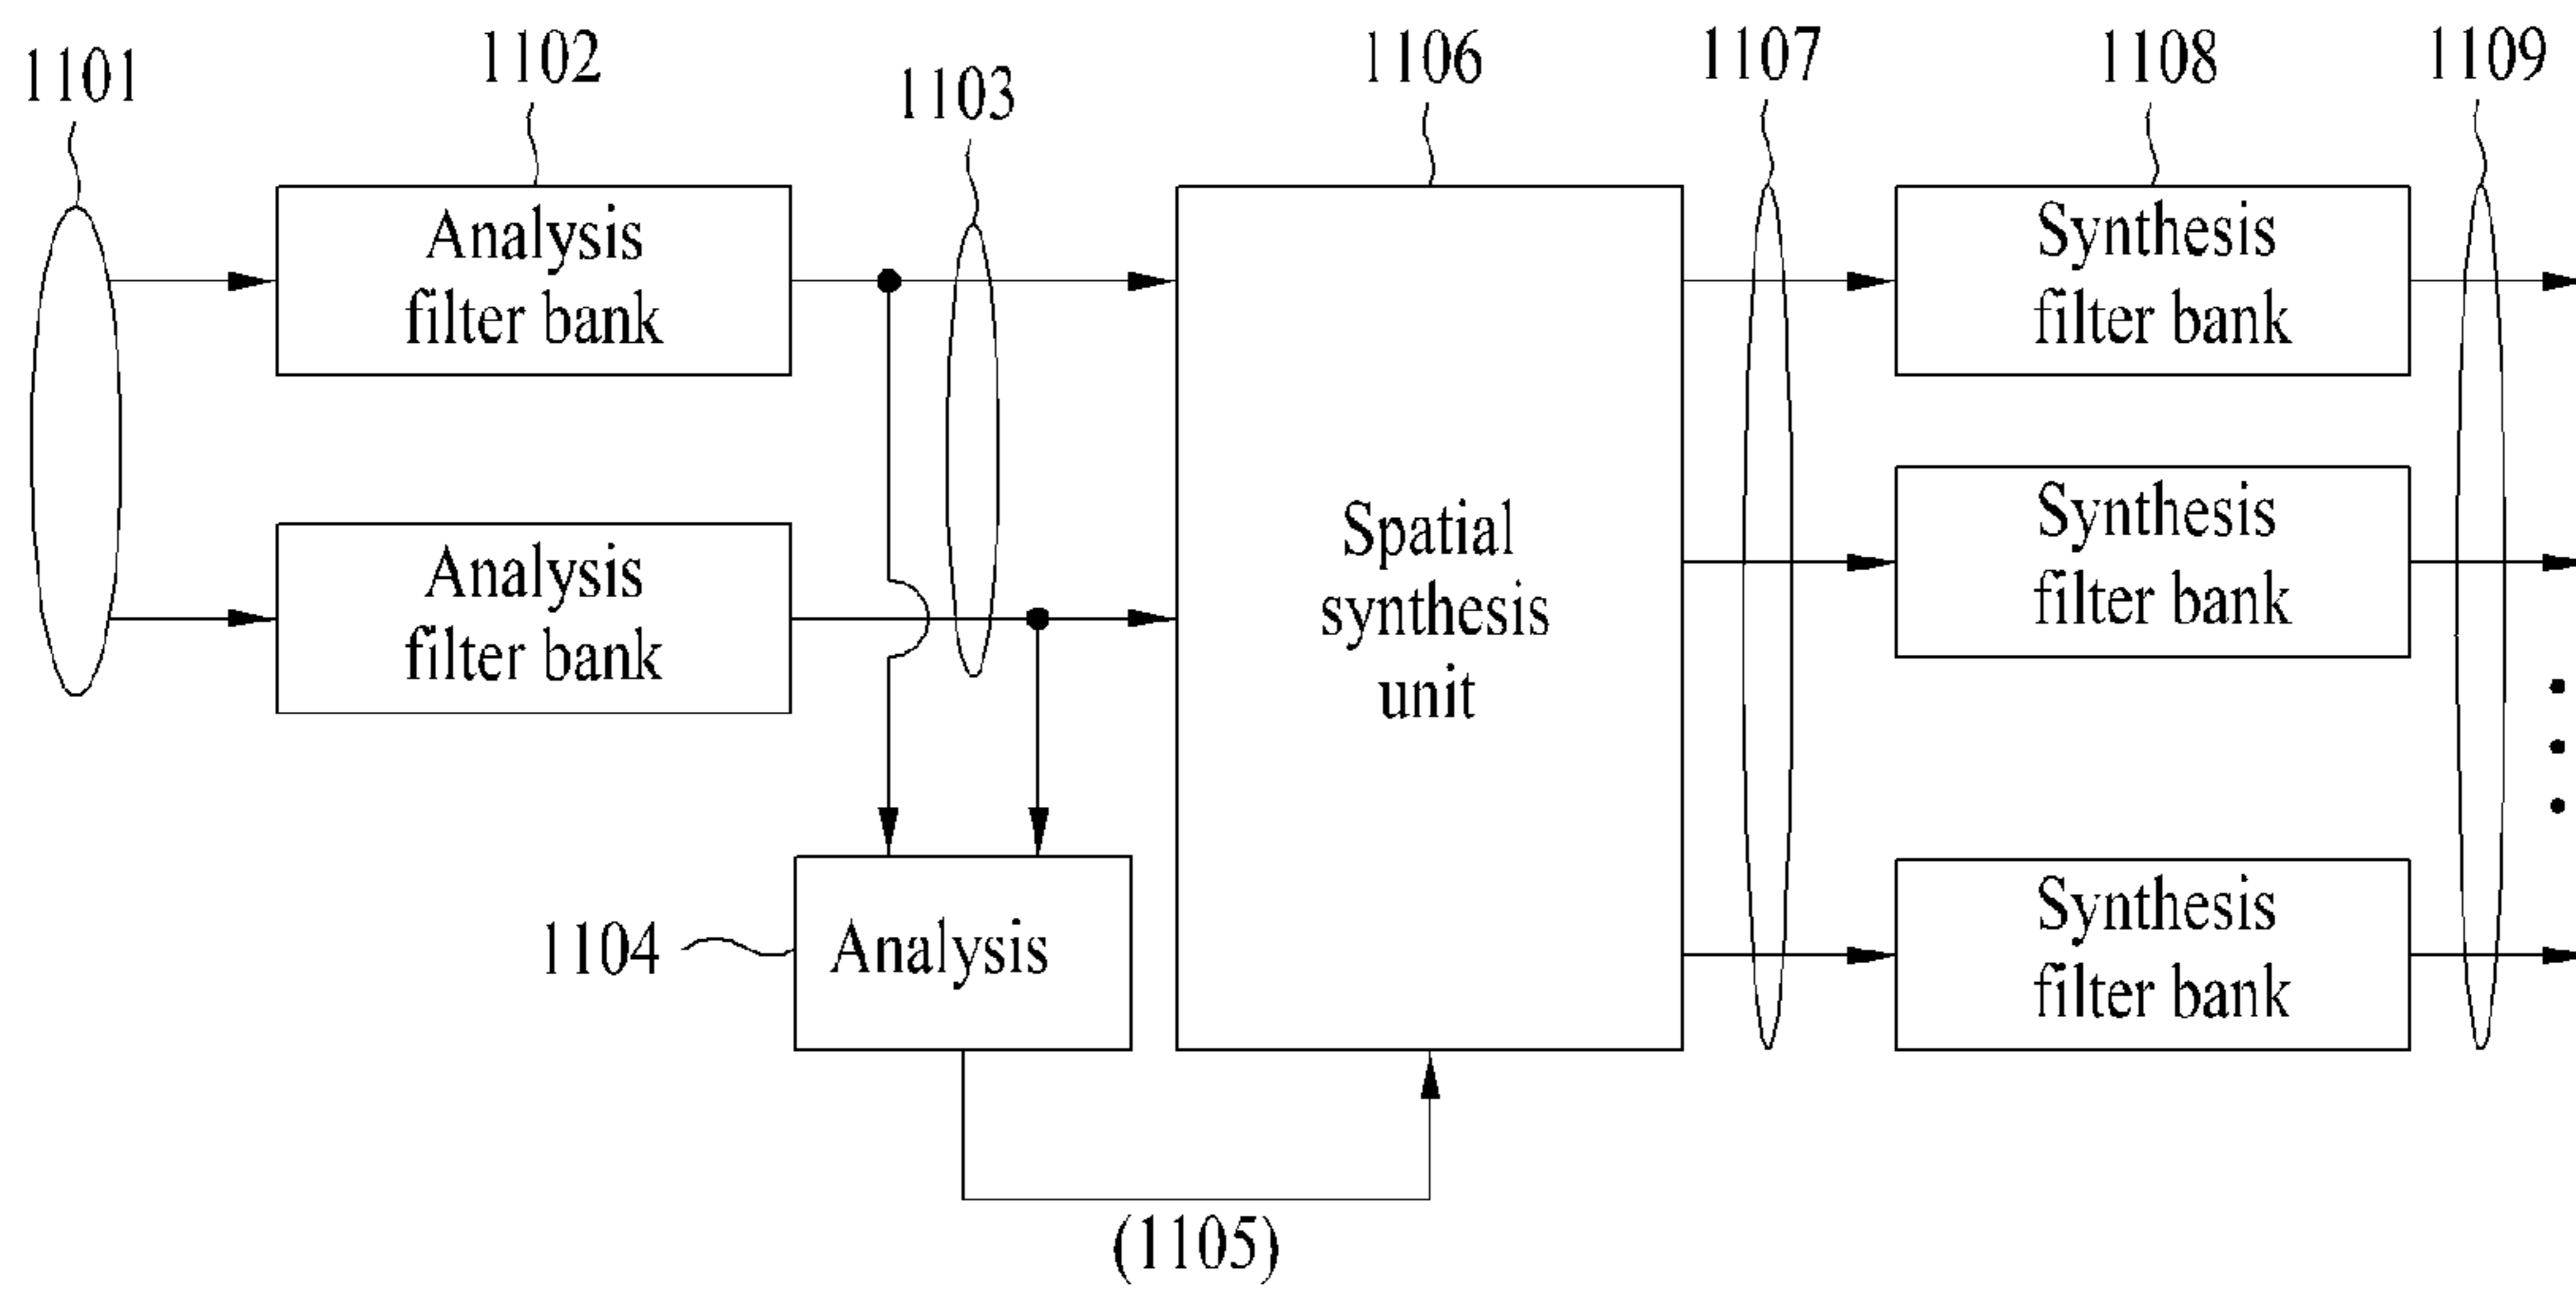 1101
1102
1103
1106
1107
1108
1109
Analysis
filter bank
Analysis
filter bank
Spatial
synthesis
unit
Synthesis
filter bank
Synthesis
filter bank
Synthesis
filter bank
1104
Analysis
(1105)